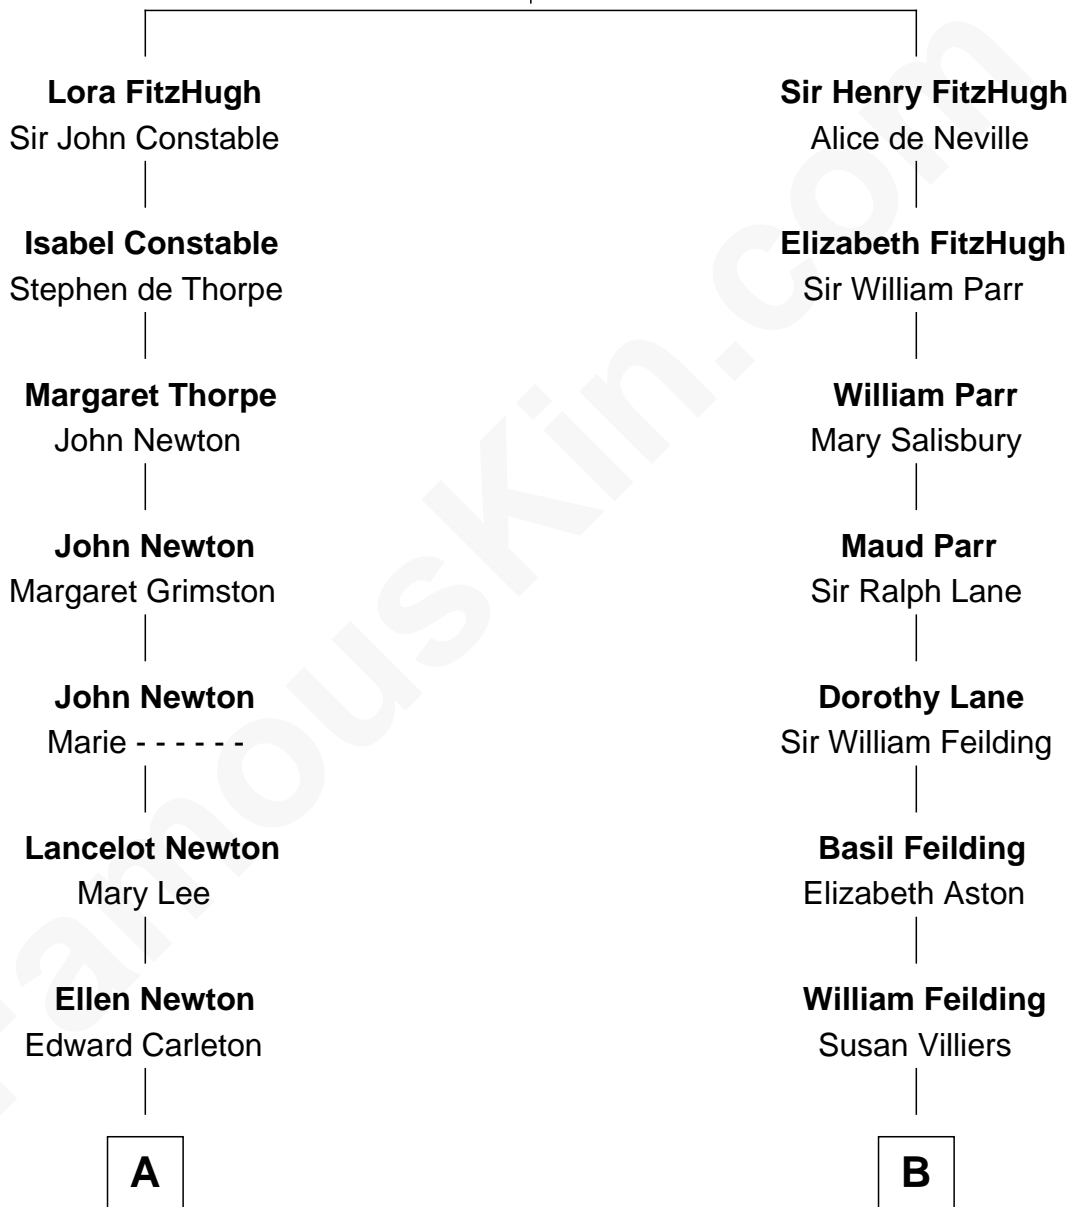 Lora FitzHugh
Sir John Constable
Sir Henry FitzHugh
Alice de Neville
Isabel Constable
Stephen de Thorpe
Elizabeth FitzHugh
Sir William Parr
Margaret Thorpe
John Newton
William Parr
Mary Salisbury
John Newton
Margaret Grimston
Maud Parr
Sir Ralph Lane
John Newton
Marie - - - - - -
Dorothy Lane
Sir William Feilding
Lancelot Newton
Mary Lee
Basil Feilding
Elizabeth Aston
Ellen Newton
Edward Carleton
William Feilding
Susan Villiers
A
B
FamousKin.com